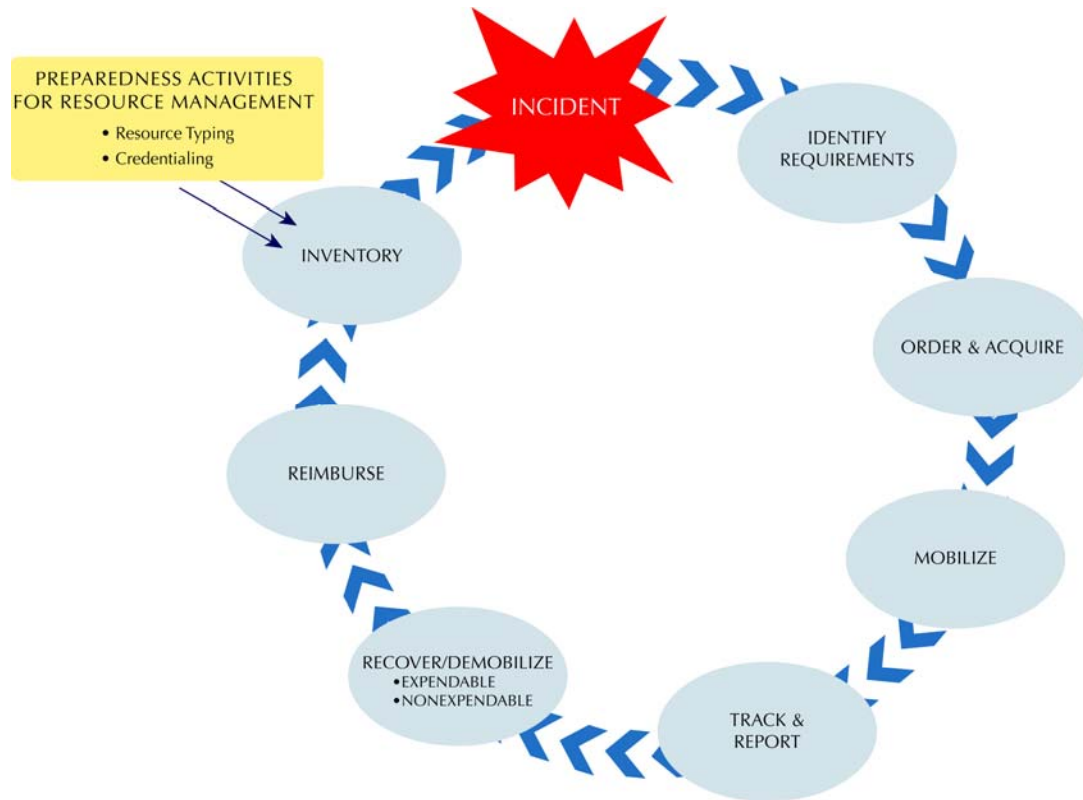 PREPAREDNESS ACTIVITIES
FOR RESOURCE MANAGEMENT
• Resource Typing
• Credentialing
INCIDENT
IDENTIFY
REQUIREMENTS
ORDER & ACQUIRE
MOBILIZE
TRACK &
REPORT
RECOVER/DEMOBILIZE
•EXPENDABLE
•NONEXPENDABLE
REIMBURSE
INVENTORY